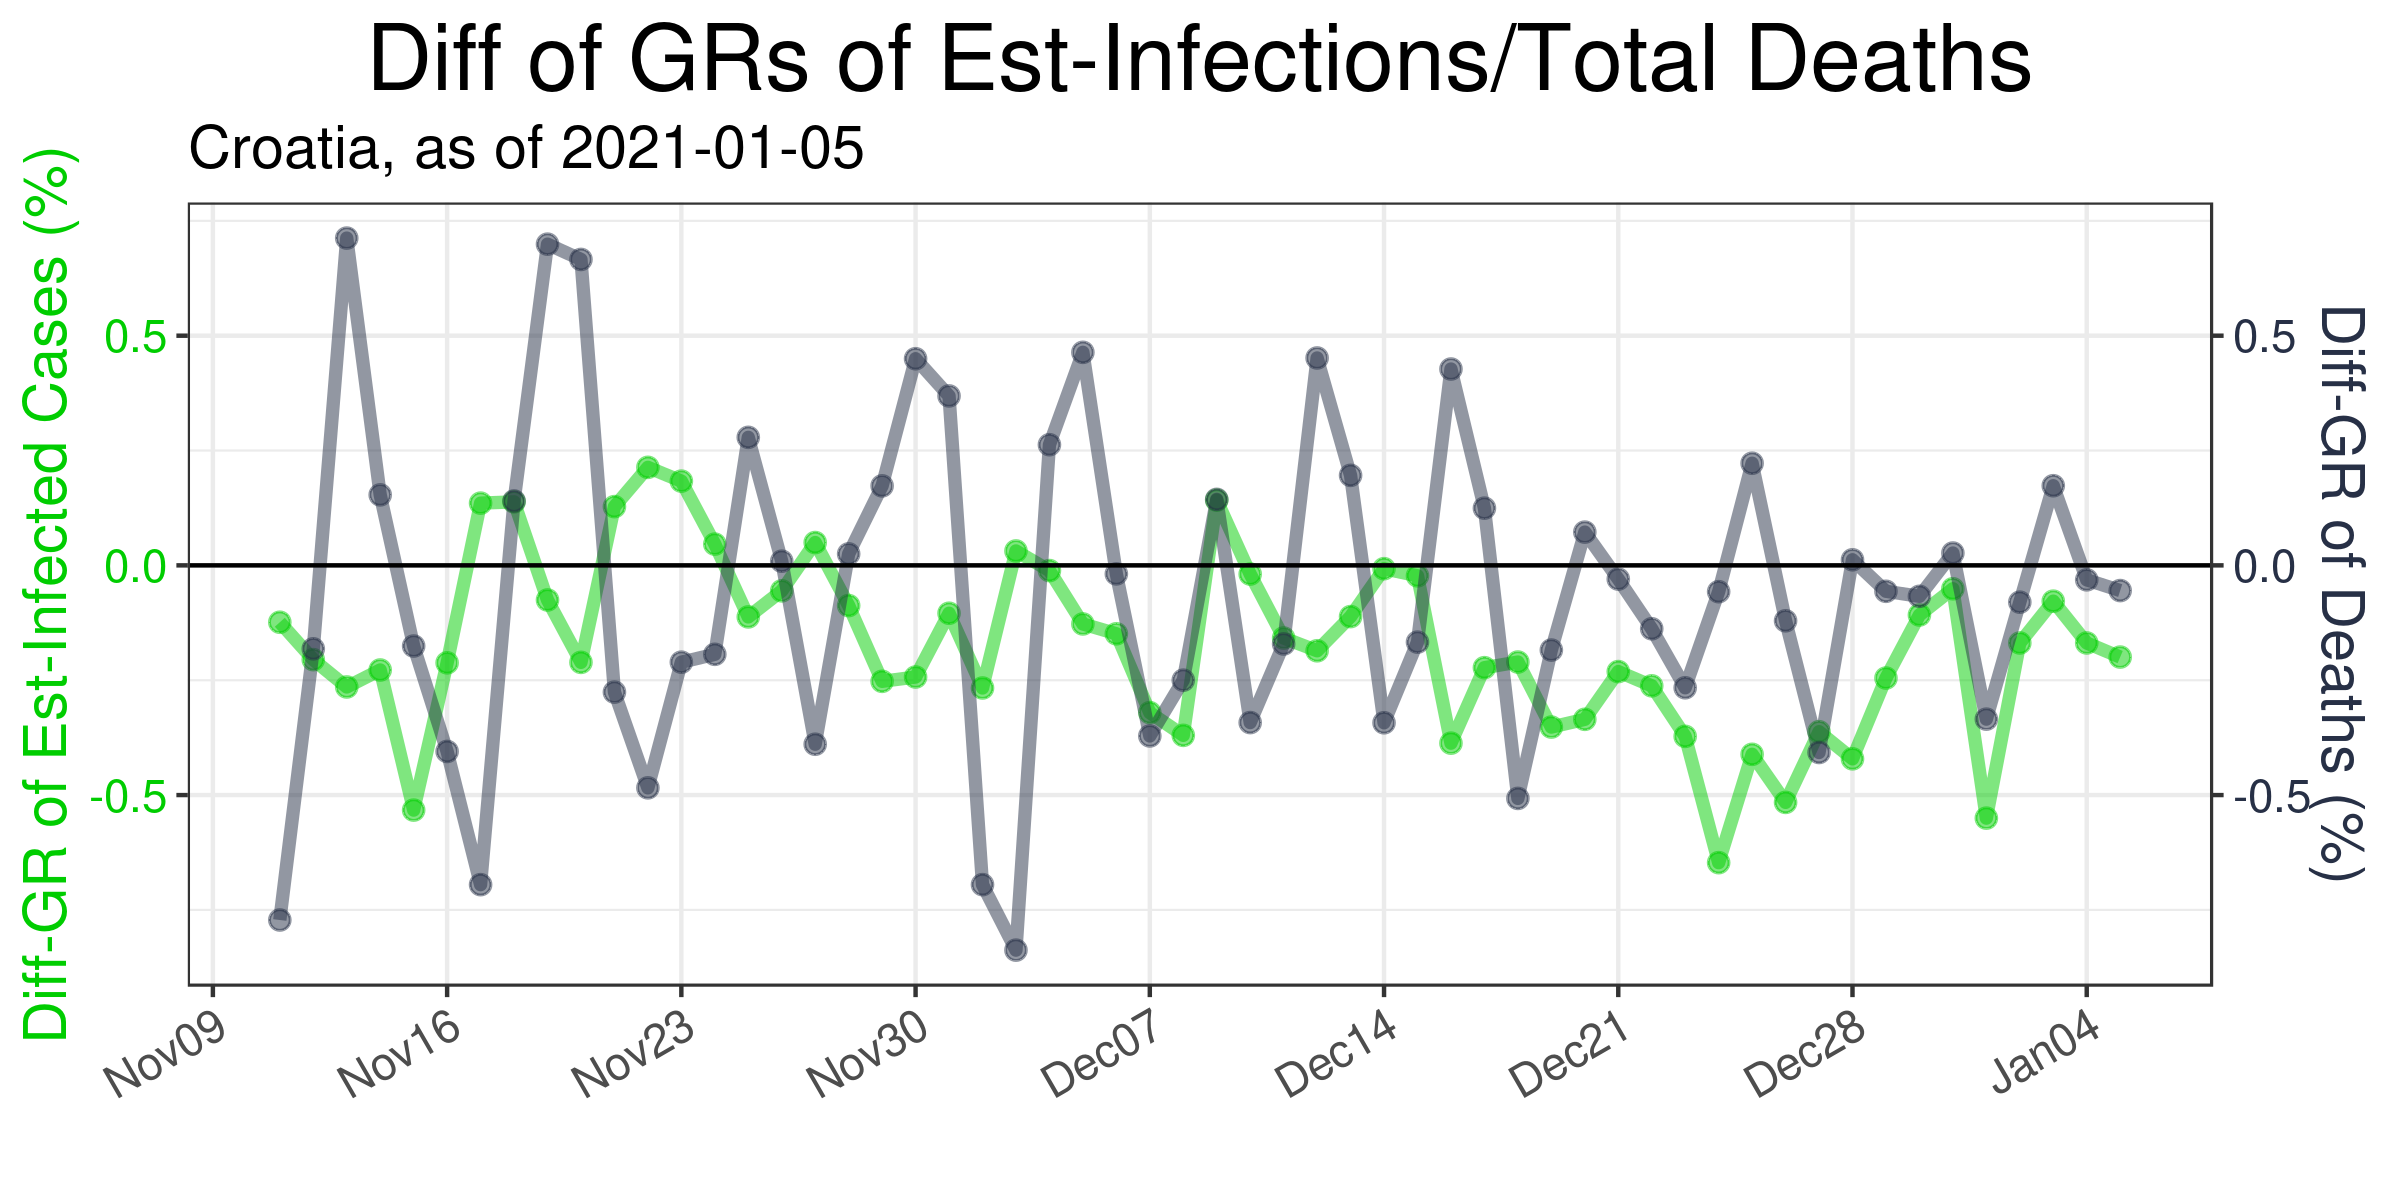 Diff of GRs of Est-Infections/Total Deaths
Croatia, as of 2021-01-05
Diff-GR of Est-Infected Cases (%)
0.5
0.0
-0.5
0.5
0.0
-0.5
Diff-GR of Deaths (%)
Nov09
Nov16
Nov23
Nov30
Dec07
Dec14
Dec21
Dec28
Jan04